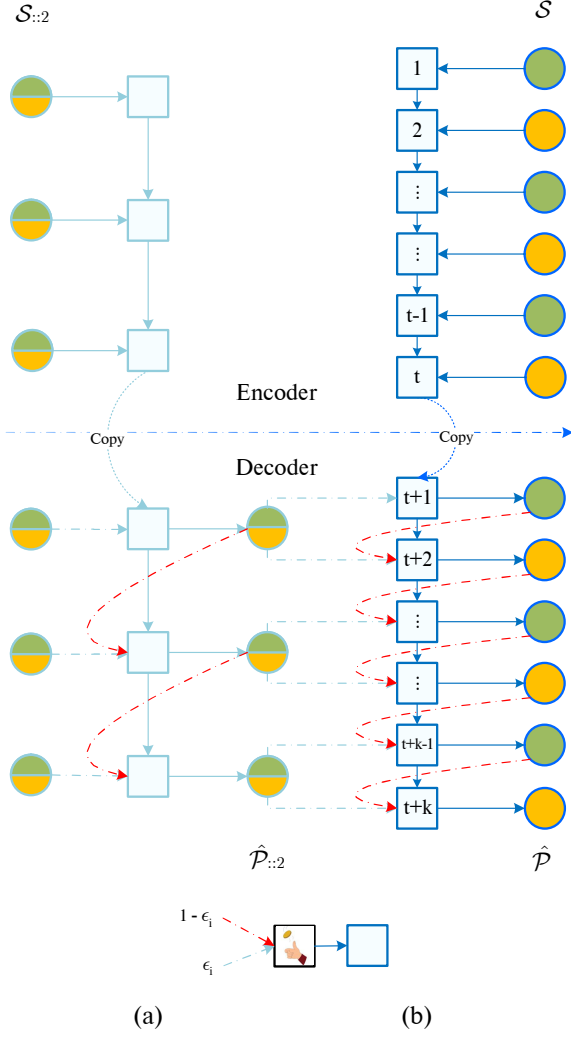 𝒮::2
𝒮
1
2
⋮
⋮
t-1
t
Encoder
Copy
Copy
Decoder
t+1
t+2
⋮
⋮
t+k-1
t+k
𝒫̂::2
𝒫̂
1 - ϵi
ϵi
(a)
(b)